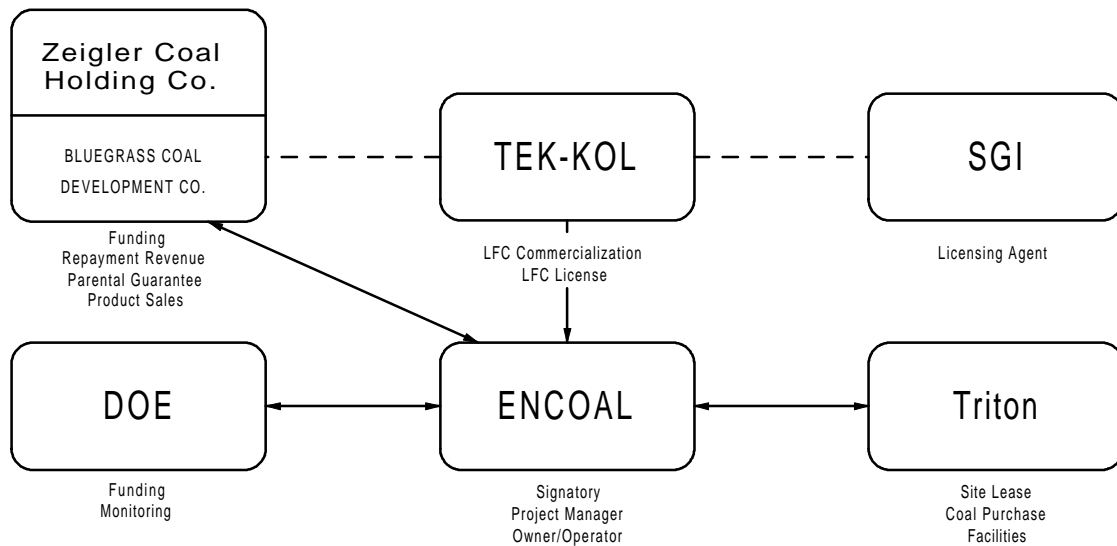 Zeigler Coal
Holding Co.
BLUEGRASS COAL
DEVELOPMENT CO.
Funding
Repayment Revenue
Parental Guarantee
Product Sales
TEK-KOL
LFC Commercialization
LFC License
SGI
Licensing Agent
DOE
Funding
Monitoring
ENCOAL
Signatory
Project Manager
Owner/Operator
Triton
Site Lease
Coal Purchase
Facilities